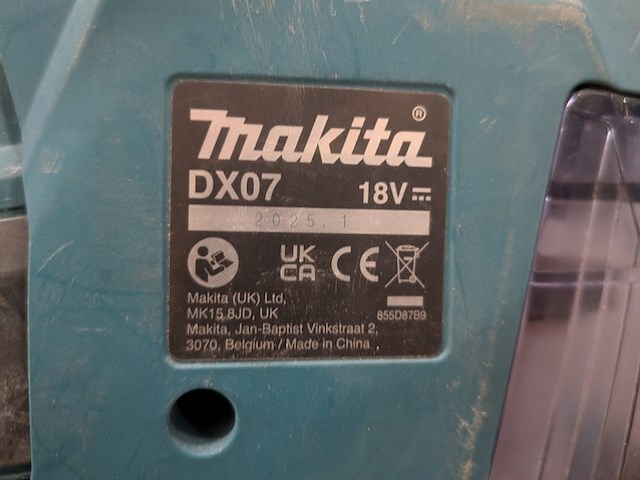 makita®
DX07 18V
2025.1
UK
CA CE
855D87B9
Makita (UK) Ltd,
MK15 8JD, UK
Makita, Jan-Baptist Vinkstraat 2,
3070, Belgium / Made in China